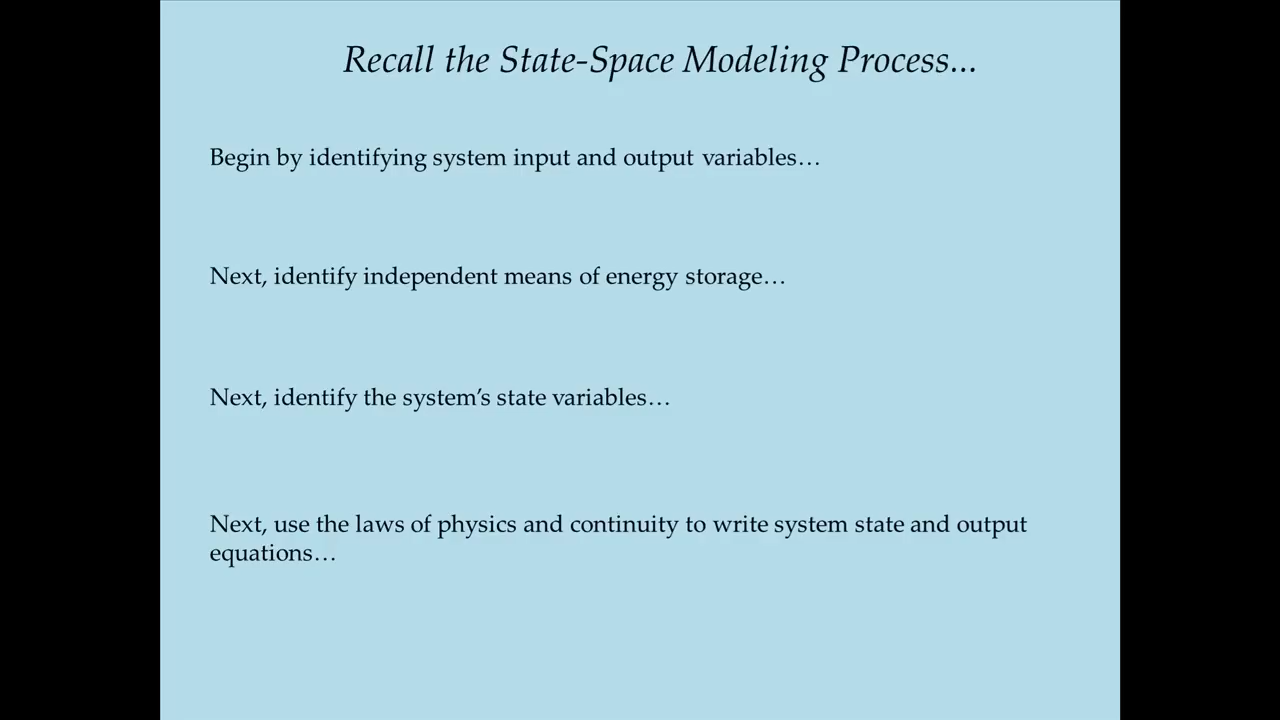 Recall the State-Space Modeling Process...
Begin by identifying system input and output variables…
Next, identify independent means of energy storage…
Next, identify the system’s state variables…
Next, use the laws of physics and continuity to write system state and output
equations…